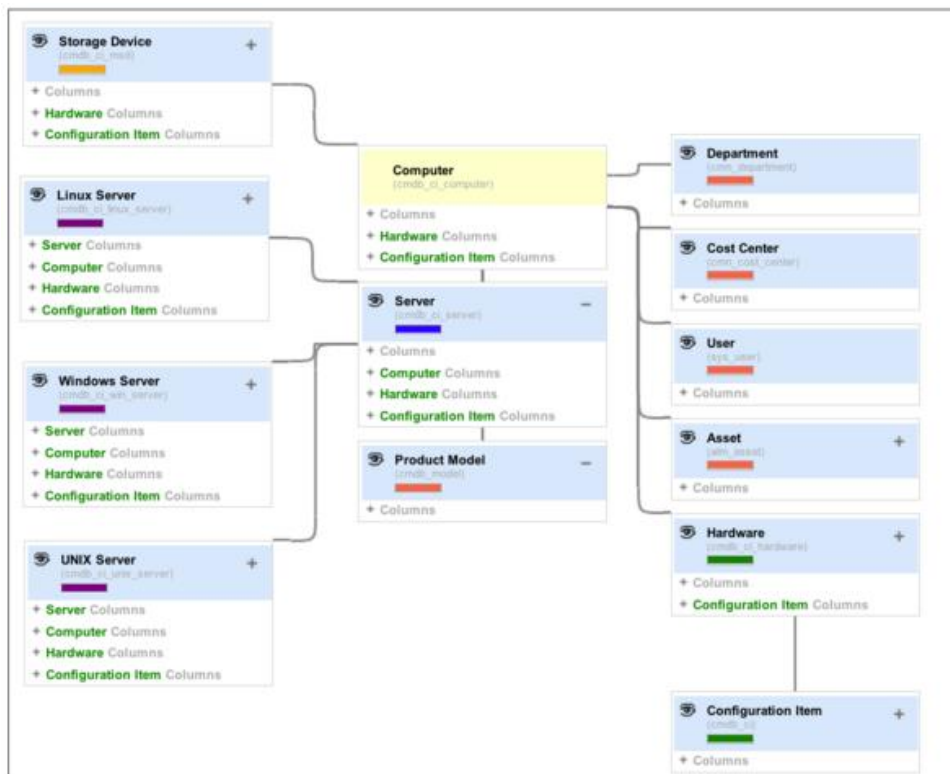 Storage Device
(cmdb_ci_msd)
+ Columns
+ Hardware Columns
+ Configuration Item Columns
Linux Server
(cmdb_ci_linux_server)
+ Server Columns
+ Computer Columns
+ Hardware Columns
+ Configuration Item Columns
Windows Server
(cmdb_ci_win_server)
+ Server Columns
+ Computer Columns
+ Hardware Columns
+ Configuration Item Columns
UNIX Server
(cmdb_ci_unix_server)
+ Server Columns
+ Computer Columns
+ Hardware Columns
+ Configuration Item Columns
Computer
(cmdb_ci_computer)
+ Columns
+ Hardware Columns
+ Configuration Item Columns
Server
(cmdb_ci_server)
+ Columns
+ Computer Columns
+ Hardware Columns
+ Configuration Item Columns
Product Model
(cmdb_model)
+ Columns
Department
(cmn_department)
+ Columns
Cost Center
(cmn_cost_center)
+ Columns
User
(sys_user)
+ Columns
Asset
(alm_asset)
+ Columns
Hardware
(cmdb_ci_hardware)
+ Columns
+ Configuration Item Columns
Configuration Item
(cmdb_ci)
+ Columns